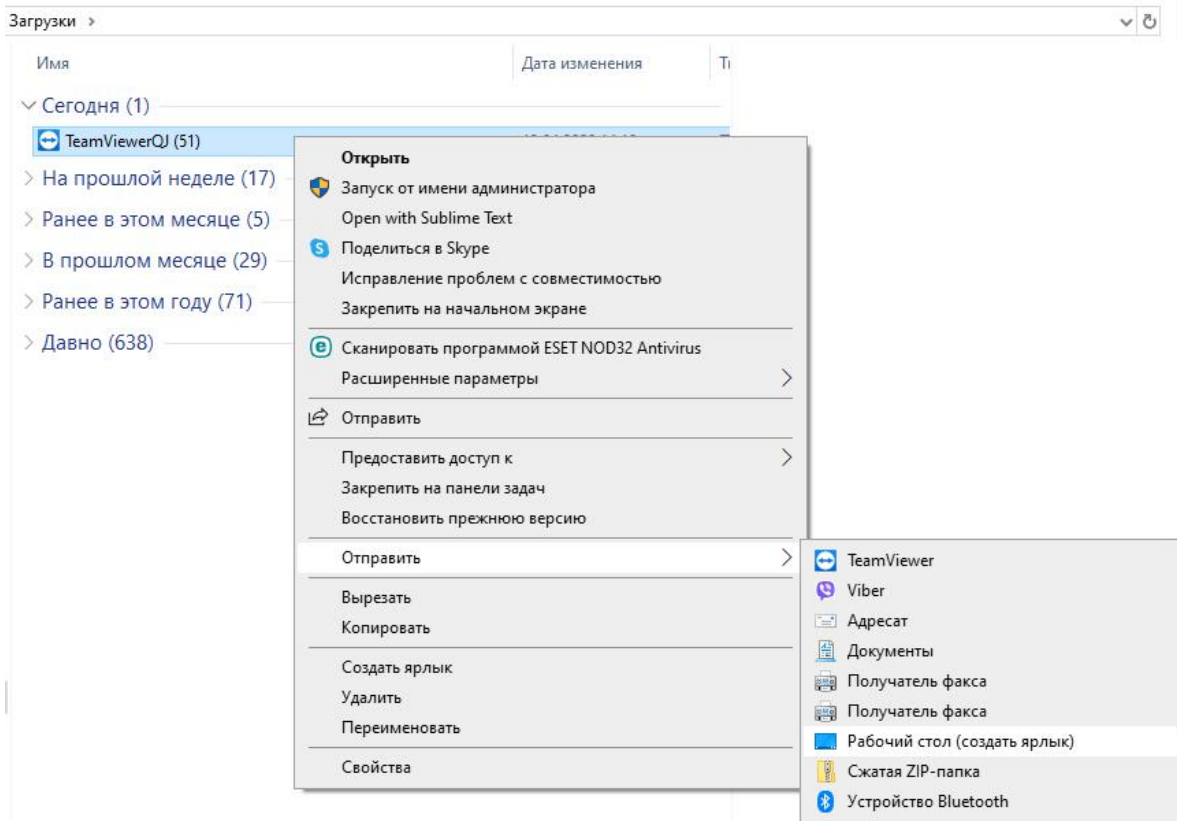 Загрузки
Имя Дата изменения
Сегодня (1)
TeamViewerQJ (51)
На прошлой неделе (17)
Ранее в этом месяце (5)
В прошлом месяце (29)
Ранее в этом году (71)
Давно (638)
Открыть
Запуск от имени администратора
Open with Sublime Text
Поделиться в Skype
Исправление проблем с совместимостью
Закрепить на начальном экране
Сканировать программой ESET NOD32 Antivirus
Расширенные параметры
Отправить
Предоставить доступ к
Закрепить на панели задач
Восстановить прежнюю версию
Отправить
Вырезать
Копировать
Создать ярлык
Удалить
Переименовать
Свойства
TeamViewer
Viber
Адресат
Документы
Получатель факса
Получатель факса
Рабочий стол (создать ярлык)
Сжатая ZIP-папка
Устройство Bluetooth